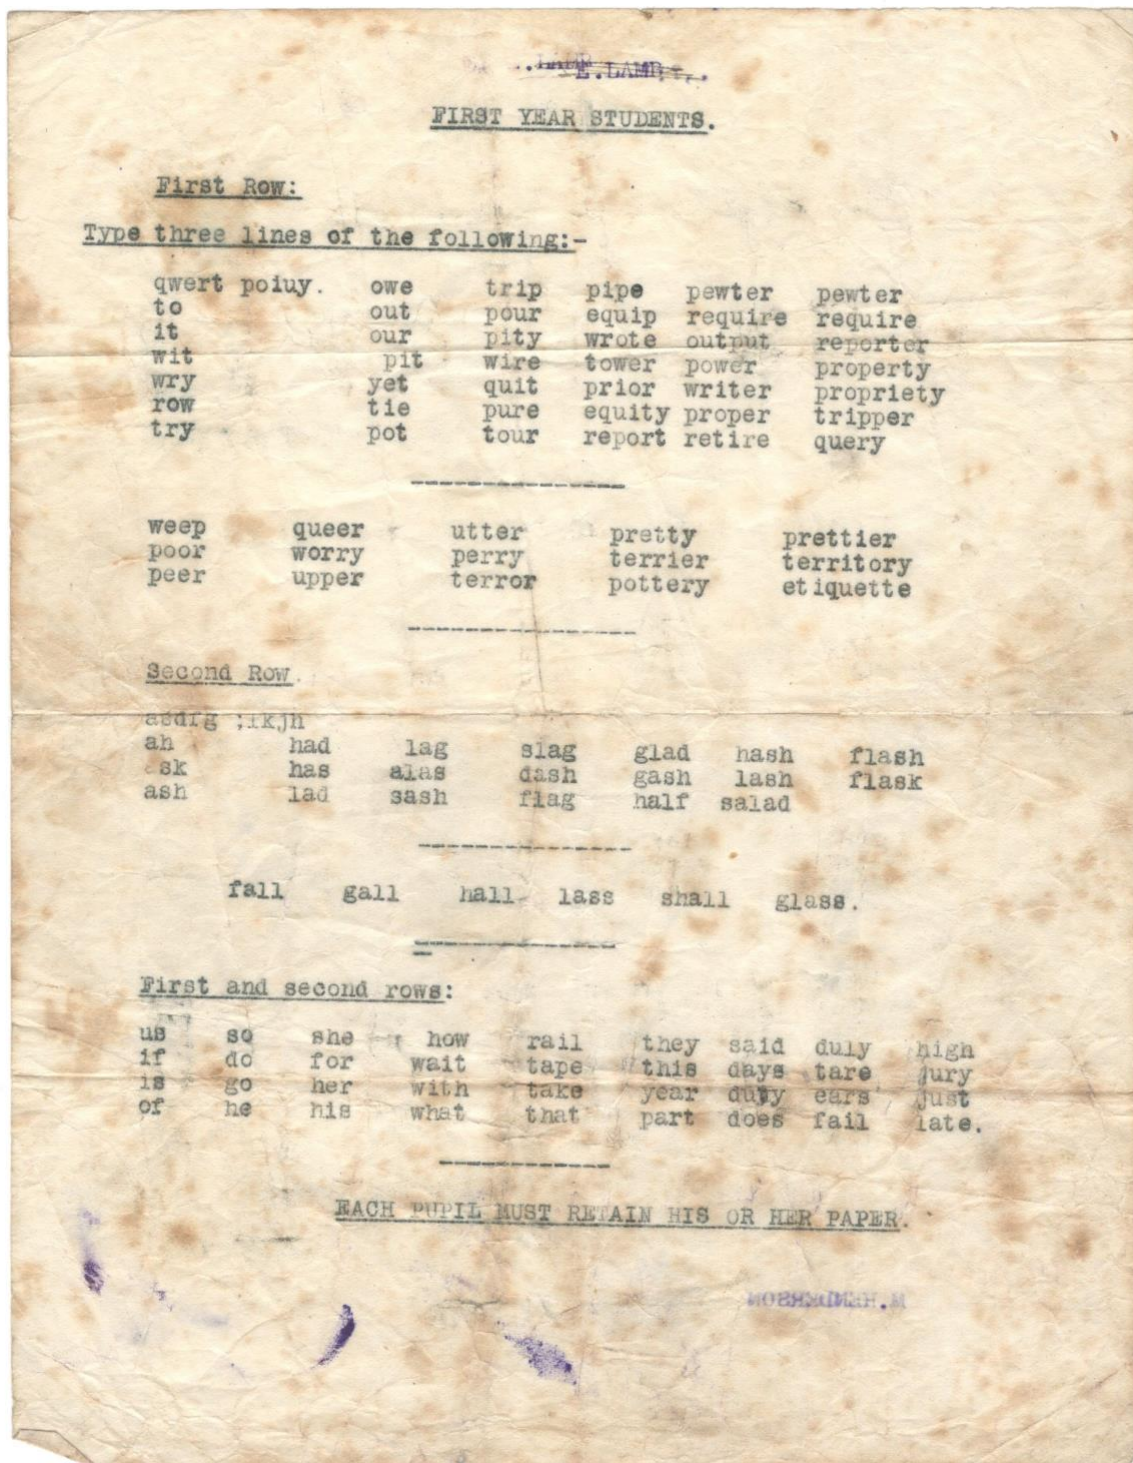 E.LAMB
FIRST YEAR STUDENTS.
First Row:
Type three lines of the following:-
qwert poiuy. owe trip pipe pewter pewter
to out pour equip require require
it our pity wrote output reporter
wit pit wire tower power property
wry yet quit prior writer propriety
row tie pure equity proper tripper
try pot tour report retire query
---------------
weep queer utter pretty prettier
poor worry perry terrier territory
peer upper terror pottery etiquette
----------------
Second Row.
asdfg ;lkjh
ah had lag slag glad hash flash
ask has alas dash gash lash flask
ash lad sash flag half salad
---------------
fall gall hall lass shall glass.
--------------
First and second rows:
us so she how rail they said duly high
if do for wait tape this days tare jury
is go her with take year duty ears just
of he his what that part does fail late.
------------
EACH PUPIL MUST RETAIN HIS OR HER PAPER.
M.HENDERSON